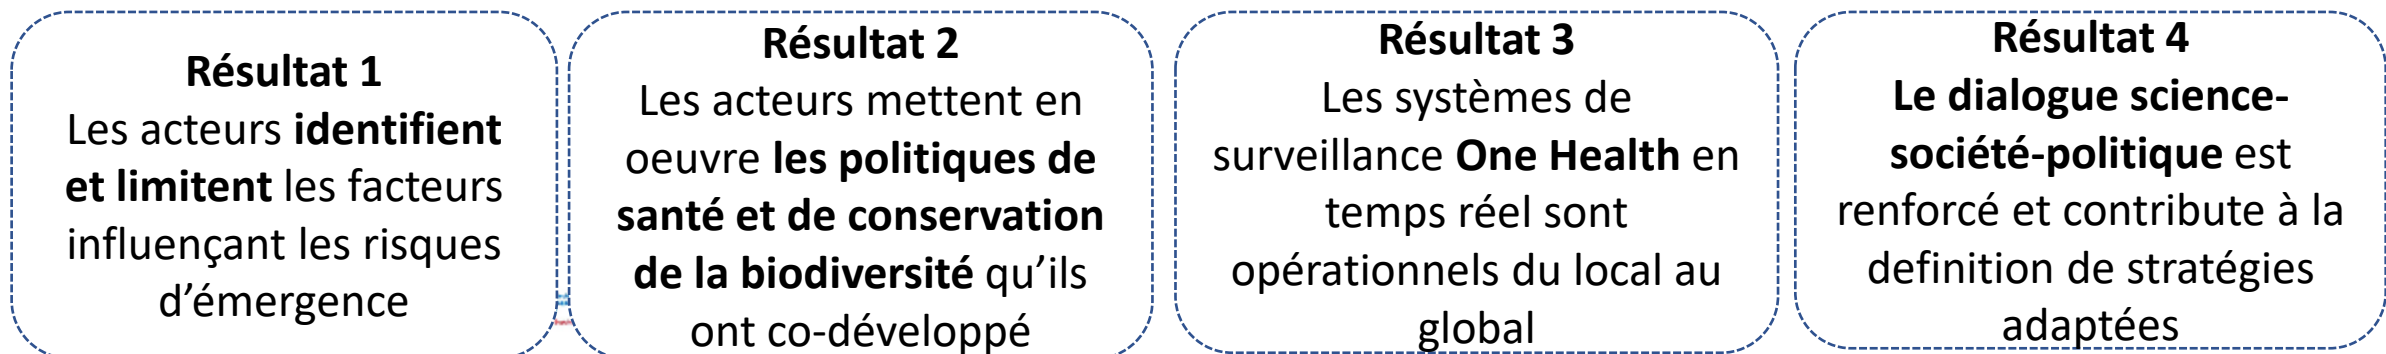 Résultat 1
Les acteurs identifient
et limitent les facteurs
influençant les risques
d’émergence
Résultat 2
Les acteurs mettent en
oeuvre les politiques de
santé et de conservation
de la biodiversité qu’ils
ont co-développé
Résultat 3
Les systèmes de
surveillance One Health en
temps réel sont
opérationnels du local au
global
Résultat 4
Le dialogue science-
société-politique est
renforcé et contribute à la
definition de stratégies
adaptées